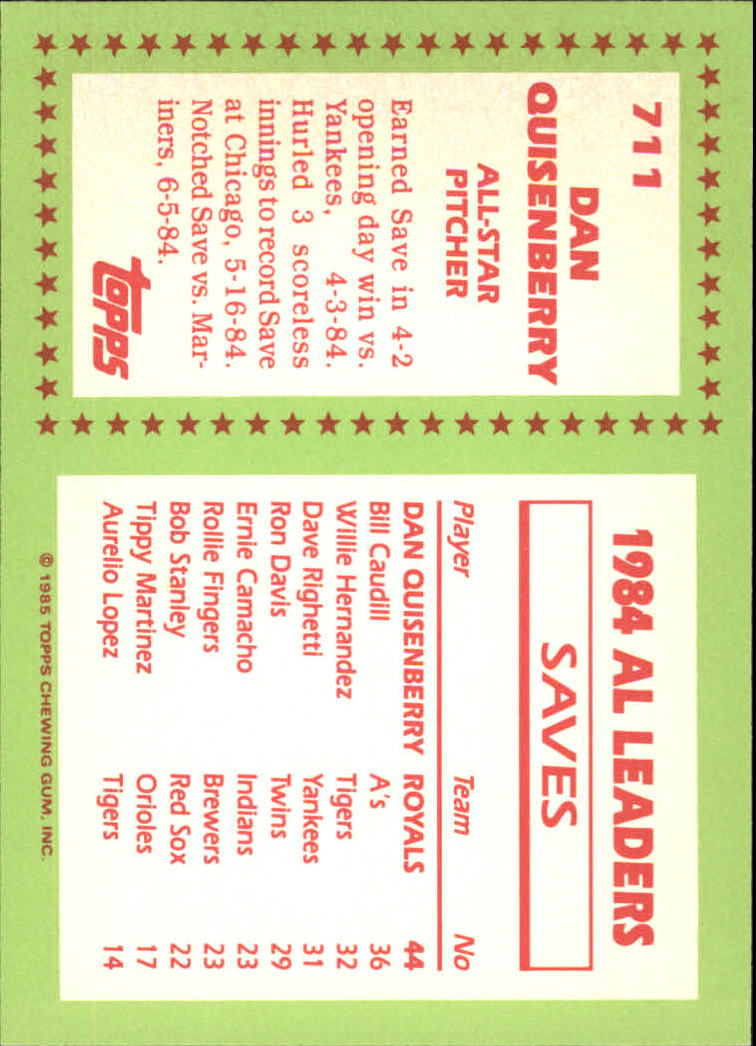 711
DAN
QUISENBERRY
ALL-STAR
PITCHER
Earned Save in 4-2
opening day win vs.
Yankees, 4-3-84.
Hurled 3 scoreless
innings to record Save
at Chicago, 5-16-84.
Notched Save vs. Mar-
iners, 6-5-84.
topps
1984 AL LEADERS
SAVES
Player Team No
DAN QUISENBERRY ROYALS 44
Bill Caudill A's 36
Willie Hernandez Tigers 32
Dave Righetti Yankees 31
Ron Davis Twins 29
Ernie Camacho Indians 23
Rollie Fingers Brewers 23
Bob Stanley Red Sox 22
Tippy Martinez Orioles 17
Aurelio Lopez Tigers 14
© 1985 TOPPS CHEWING GUM, INC.